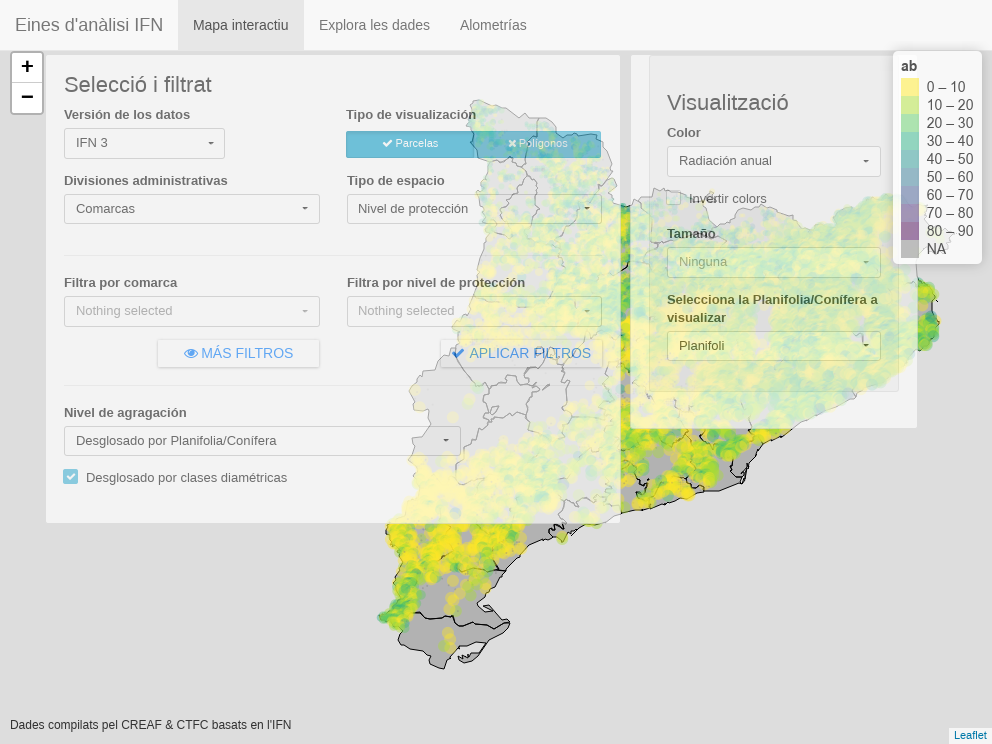 Eines d'anàlisi IFN
Mapa interactiu
Explora les dades
Alometrías
+
−
Selecció i filtrat
Versión de los datos
IFN 3
Tipo de visualización
Parcelas
Polígonos
Divisiones administrativas
Comarcas
Tipo de espacio
Nivel de protección
Filtra por comarca
Nothing selected
Filtra por nivel de protección
Nothing selected
MÁS FILTROS
APLICAR FILTROS
Nivel de agragación
Desglosado por Planifolia/Conífera
Desglosado por clases diamétricas
Visualització
Color
Radiación anual
Invertir colors
Tamaño
Ninguna
Selecciona la Planifolia/Conífera a
visualizar
Planifoli
ab
0 – 10
10 – 20
20 – 30
30 – 40
40 – 50
50 – 60
60 – 70
70 – 80
80 – 90
NA
Dades compilats pel CREAF & CTFC basats en l'IFN
Leaflet